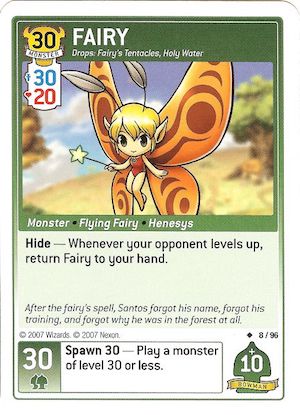 30
MONSTER
FAIRY
Drops: Fairy's Tentacles, Holy Water
30
20
Monster • Flying Fairy • Henesys
Hide — Whenever your opponent levels up,
return Fairy to your hand.
After the fairy's spell, Santos forgot his name, forgot his
training, and forgot why he was in the forest at all.
© 2007 Wizards. © 2007 Nexon.
◆ 8 / 96
30
Spawn 30 — Play a monster
of level 30 or less.
+
10
BOWMAN